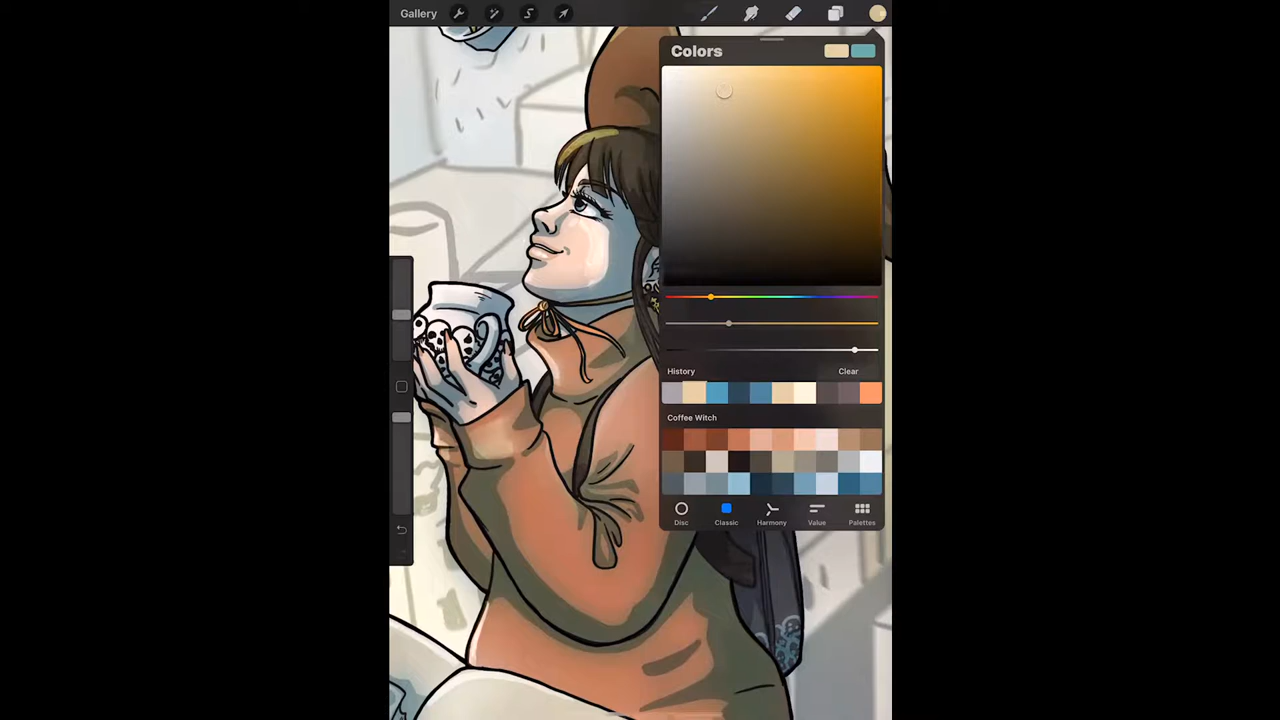 Gallery
Colors
History Clear
Coffee Witch
Disc Classic Harmony Value Palettes